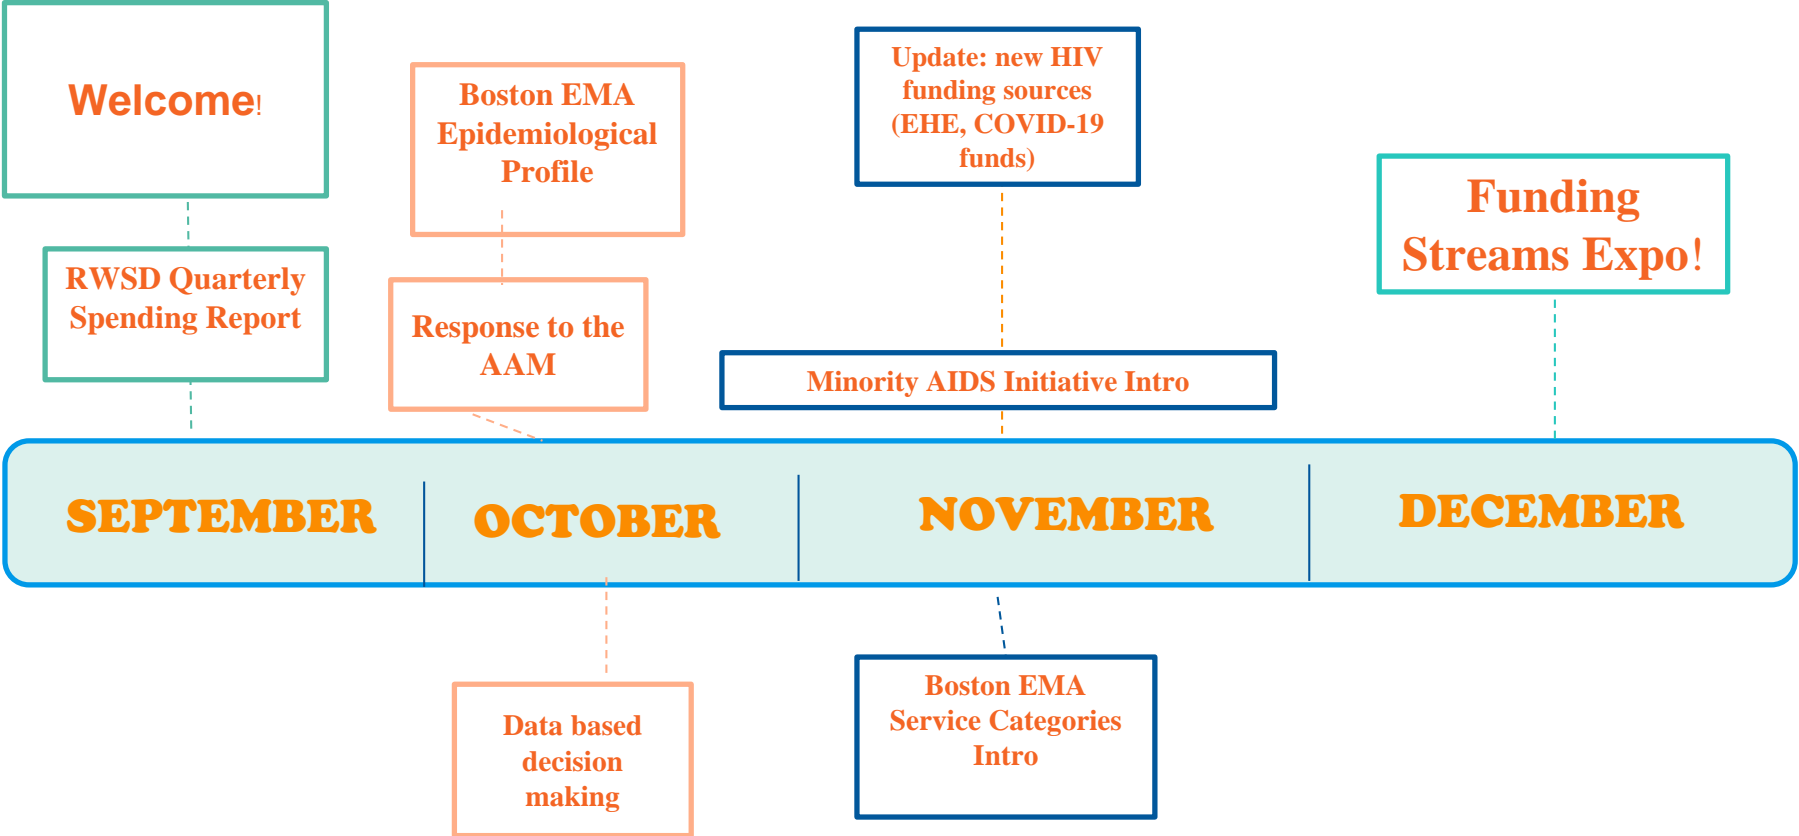 Welcome!
RWSD Quarterly
Spending Report
Boston EMA
Epidemiological
Profile
Response to the
AAM
Update: new HIV
funding sources
(EHE, COVID-19
funds)
Minority AIDS Initiative Intro
Funding
Streams Expo!
SEPTEMBER
OCTOBER
NOVEMBER
DECEMBER
Data based
decision
making
Boston EMA
Service Categories
Intro